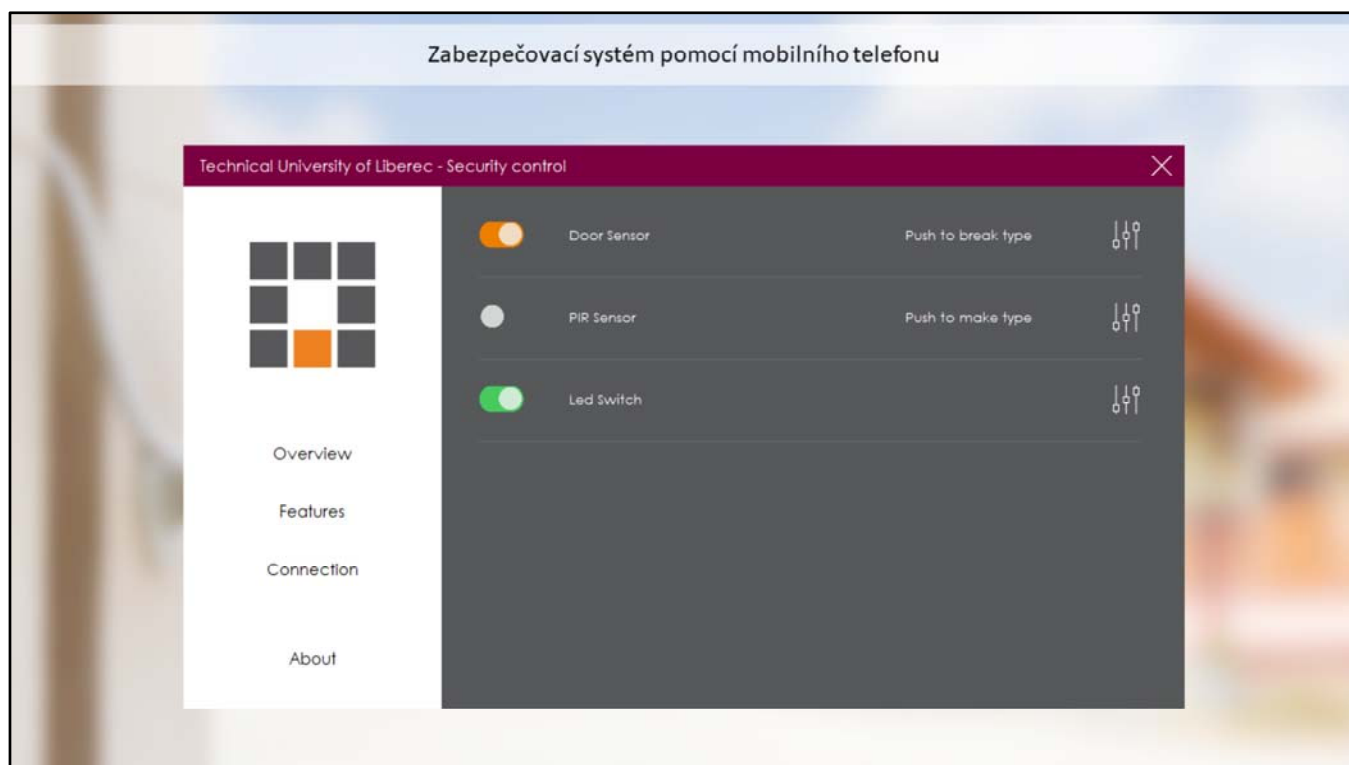 Zabezpečovací systém pomocí mobilního telefonu
Technical University of Liberec - Security control
Door Sensor Push to break type
PIR Sensor Push to make type
Led Switch
Overview
Features
Connection
About